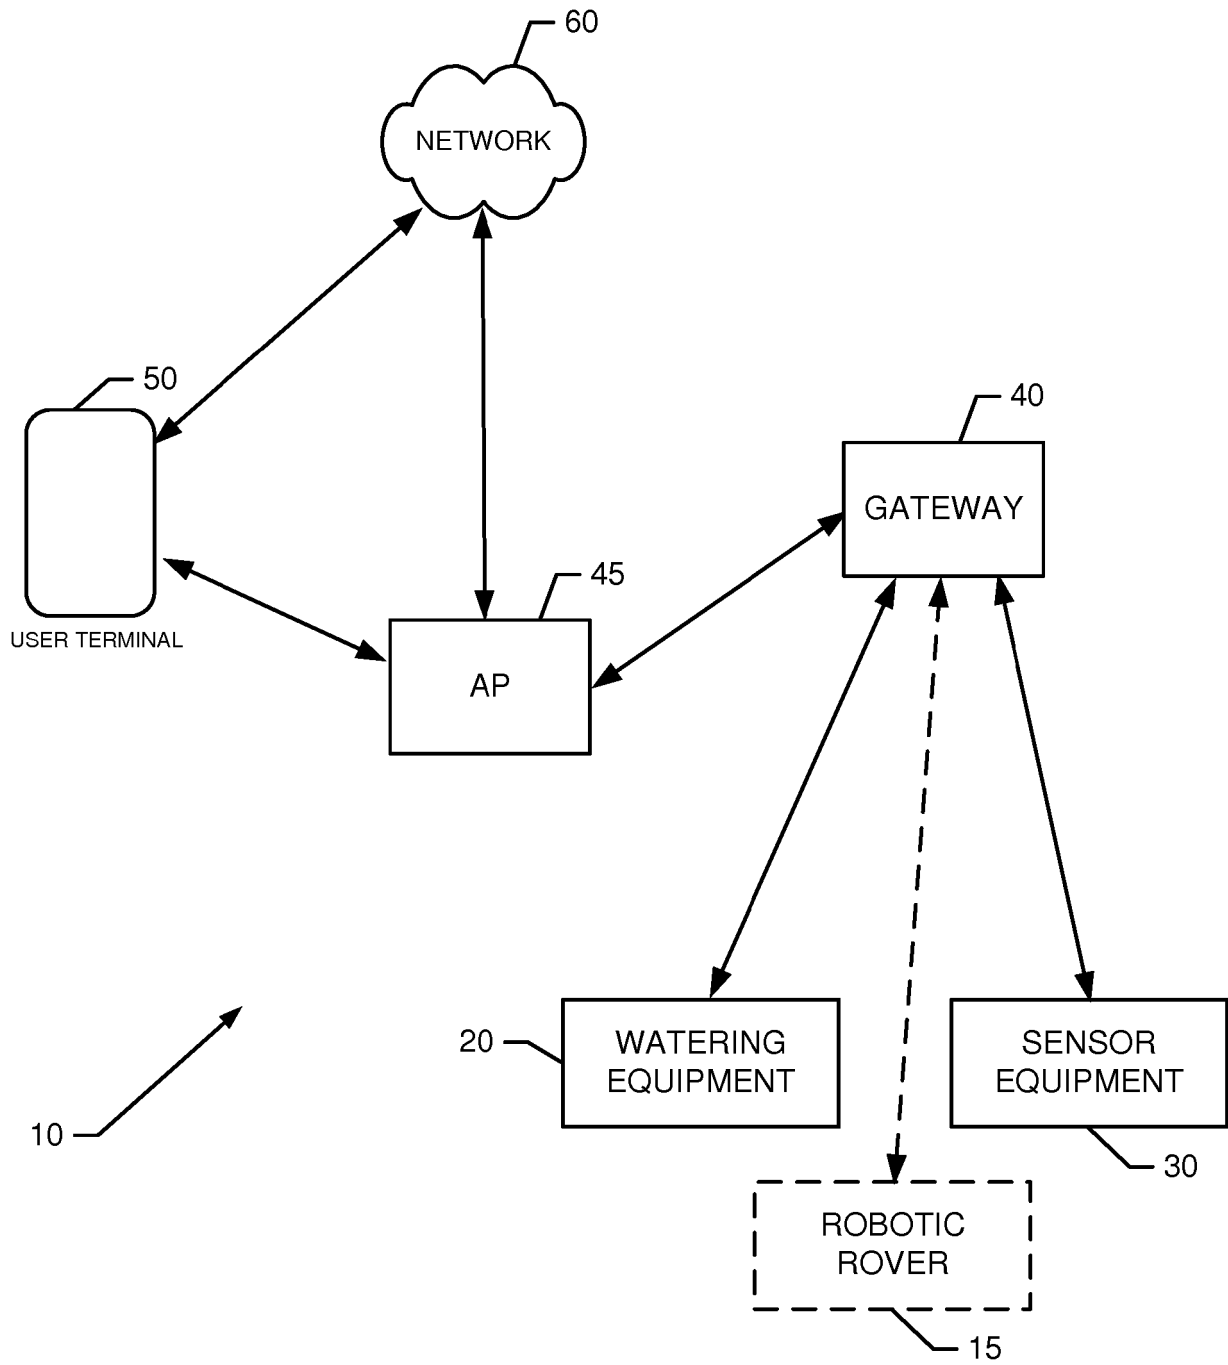 60
NETWORK
50
40
GATEWAY
45
USER TERMINAL
AP
20
WATERING
EQUIPMENT
SENSOR
EQUIPMENT
10
30
ROBOTIC
ROVER
15